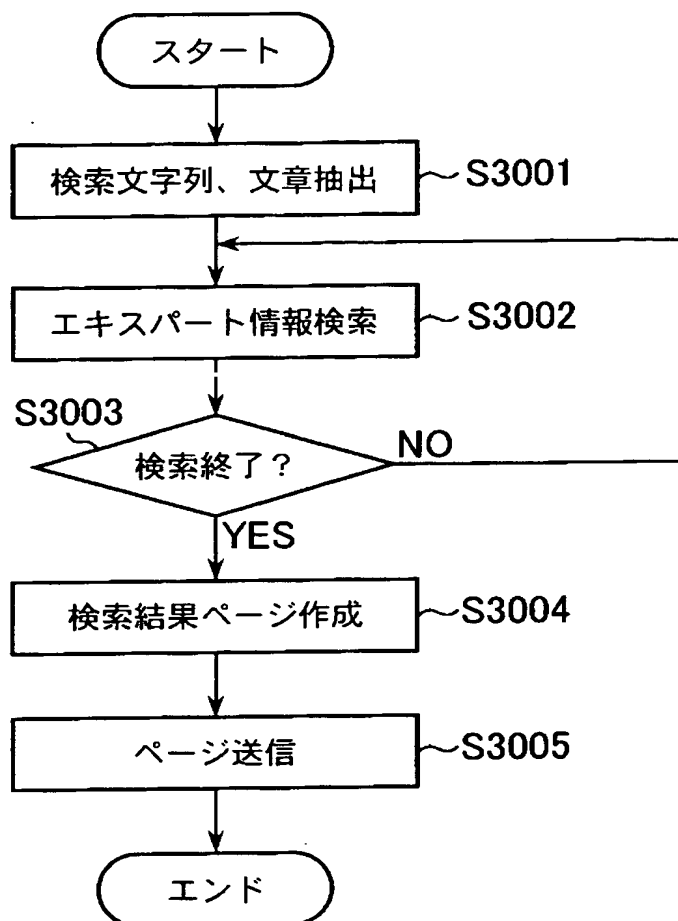 スタート
検索文字列、文章抽出
S3001
エキスパート情報検索
S3002
S3003
検索終了？
NO
YES
検索結果ページ作成
S3004
ページ送信
S3005
エンド